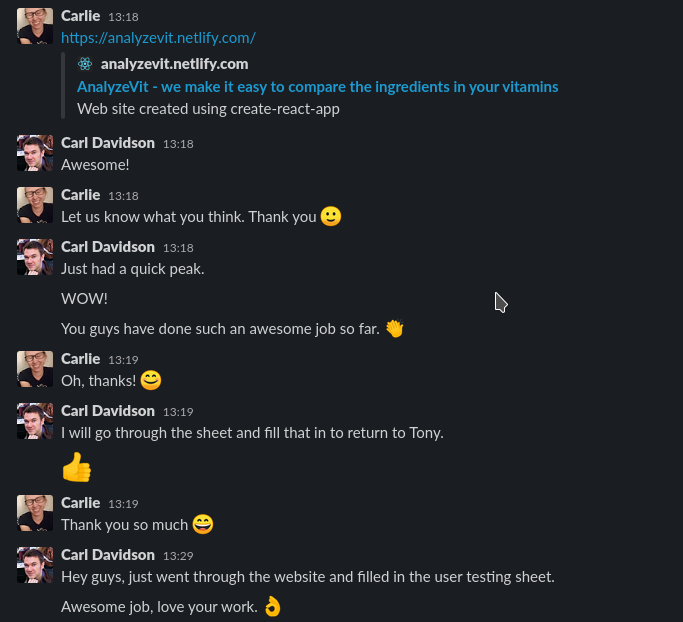 Carlie 13:18
https://analyzevit.netlify.com/
analyzevit.netlify.com
AnalyzeVit - we make it easy to compare the ingredients in your vitamins
Web site created using create-react-app
Carl Davidson 13:18
Awesome!
Carlie 13:18
Let us know what you think. Thank you 🙂
Carl Davidson 13:18
Just had a quick peak.
WOW!
You guys have done such an awesome job so far. 👏
Carlie 13:19
Oh, thanks! 😊
Carl Davidson 13:19
I will go through the sheet and fill that in to return to Tony.
👍
Carlie 13:19
Thank you so much 😄
Carl Davidson 13:29
Hey guys, just went through the website and filled in the user testing sheet.
Awesome job, love your work. 👌